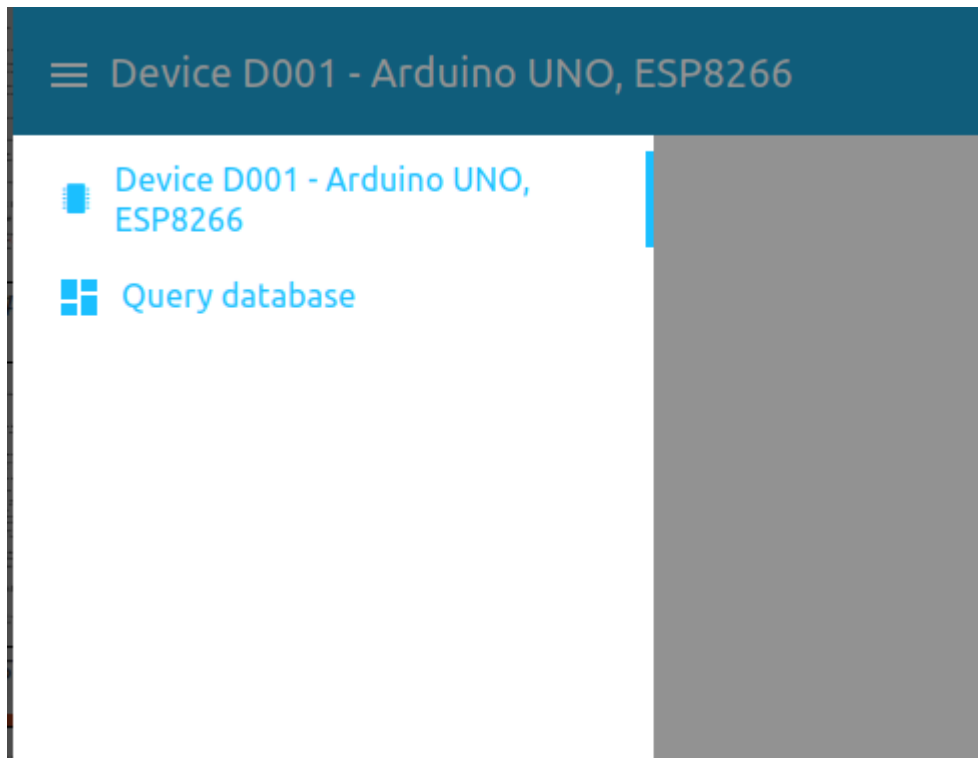 Device D001 - Arduino UNO, ESP8266
Device D001 - Arduino UNO,
ESP8266
Query database